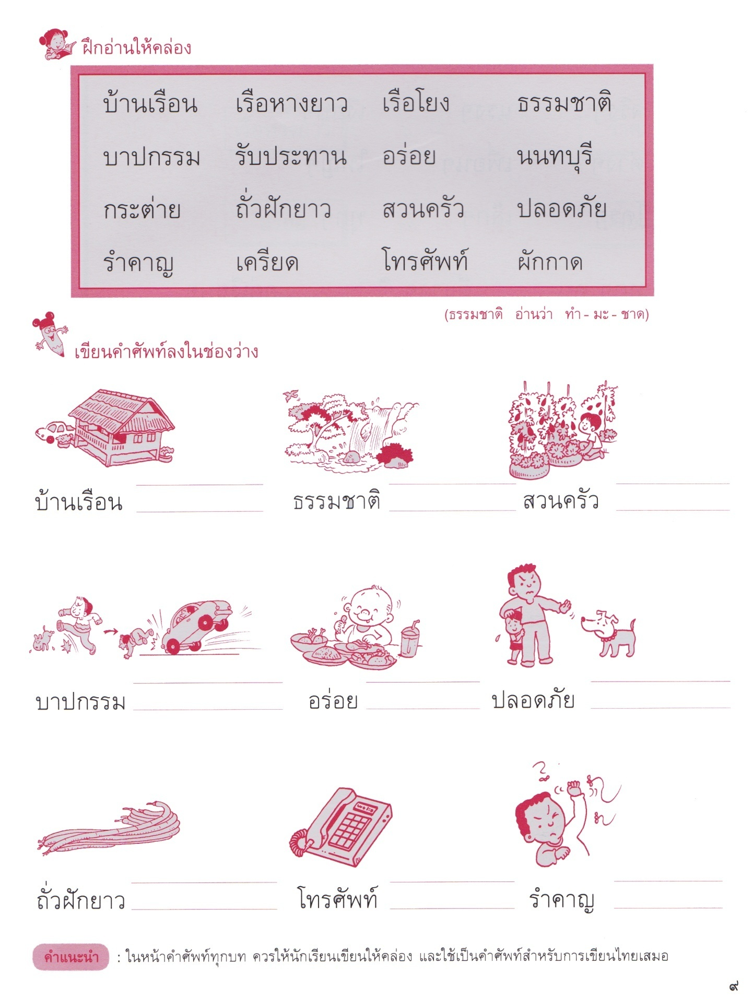 ฝึกอ่านให้คล่อง
บ้านเรือน เรือหางยาว เรือโยง ธรรมชาติ
บาปกรรม รับประทาน อร่อย นนทบุรี
กระต่าย ถั่วฝักยาว สวนครัว ปลอดภัย
รำคาญ เครียด โทรศัพท์ ผักกาด
(ธรรมชาติ อ่านว่า ทำ - มะ - ชาด)
เขียนคำศัพท์ลงในช่องว่าง
บ้านเรือน ธรรมชาติ สวนครัว
บาปกรรม อร่อย ปลอดภัย
ถั่วฝักยาว โทรศัพท์ รำคาญ
คำแนะนำ : ในหน้าคำศัพท์ทุกบท ควรให้นักเรียนเขียนให้คล่อง และใช้เป็นคำศัพท์สำหรับการเขียนไทยเสมอ
๙